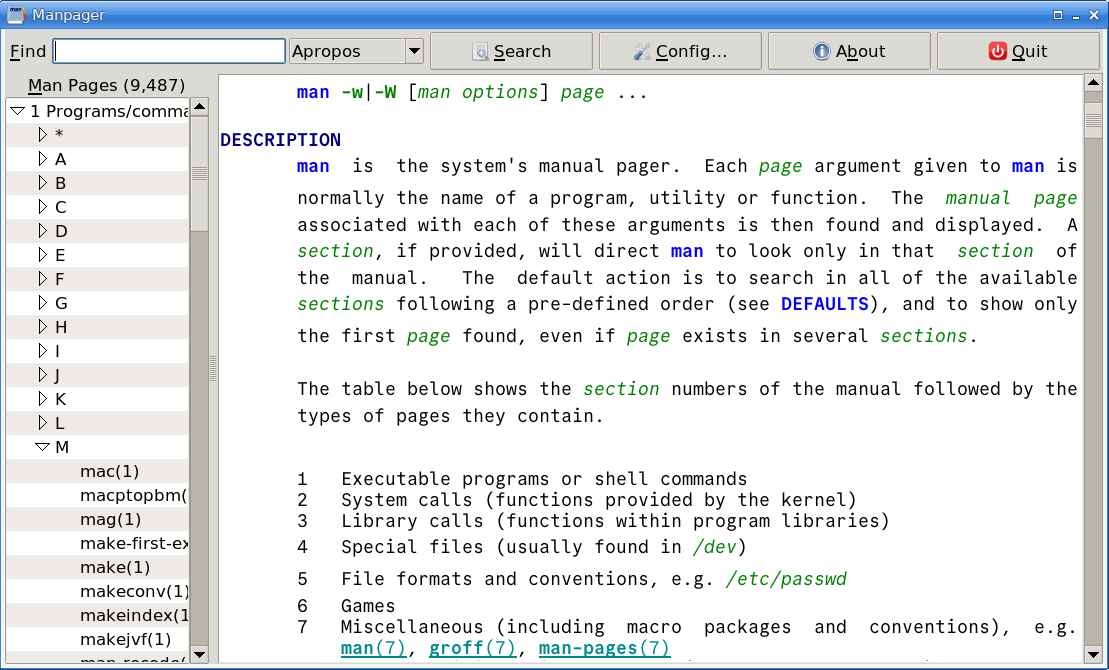 Manpager
Find Apropos Search Config... About Quit
Man Pages (9,487)
1 Programs/comma
*
A
B
C
D
E
F
G
H
I
J
K
L
M
mac(1)
macptopbm(
mag(1)
make-first-ex
make(1)
makeconv(1)
makeindex(1
makejvf(1)
man-recode(
man -w|-W [man options] page ...
DESCRIPTION
man is the system's manual pager. Each page argument given to man is
normally the name of a program, utility or function. The manual page
associated with each of these arguments is then found and displayed. A
section, if provided, will direct man to look only in that section of
the manual. The default action is to search in all of the available
sections following a pre-defined order (see DEFAULTS), and to show only
the first page found, even if page exists in several sections.
The table below shows the section numbers of the manual followed by the
types of pages they contain.
1 Executable programs or shell commands
2 System calls (functions provided by the kernel)
3 Library calls (functions within program libraries)
4 Special files (usually found in /dev)
5 File formats and conventions, e.g. /etc/passwd
6 Games
7 Miscellaneous (including macro packages and conventions), e.g.
man(7), groff(7), man-pages(7)